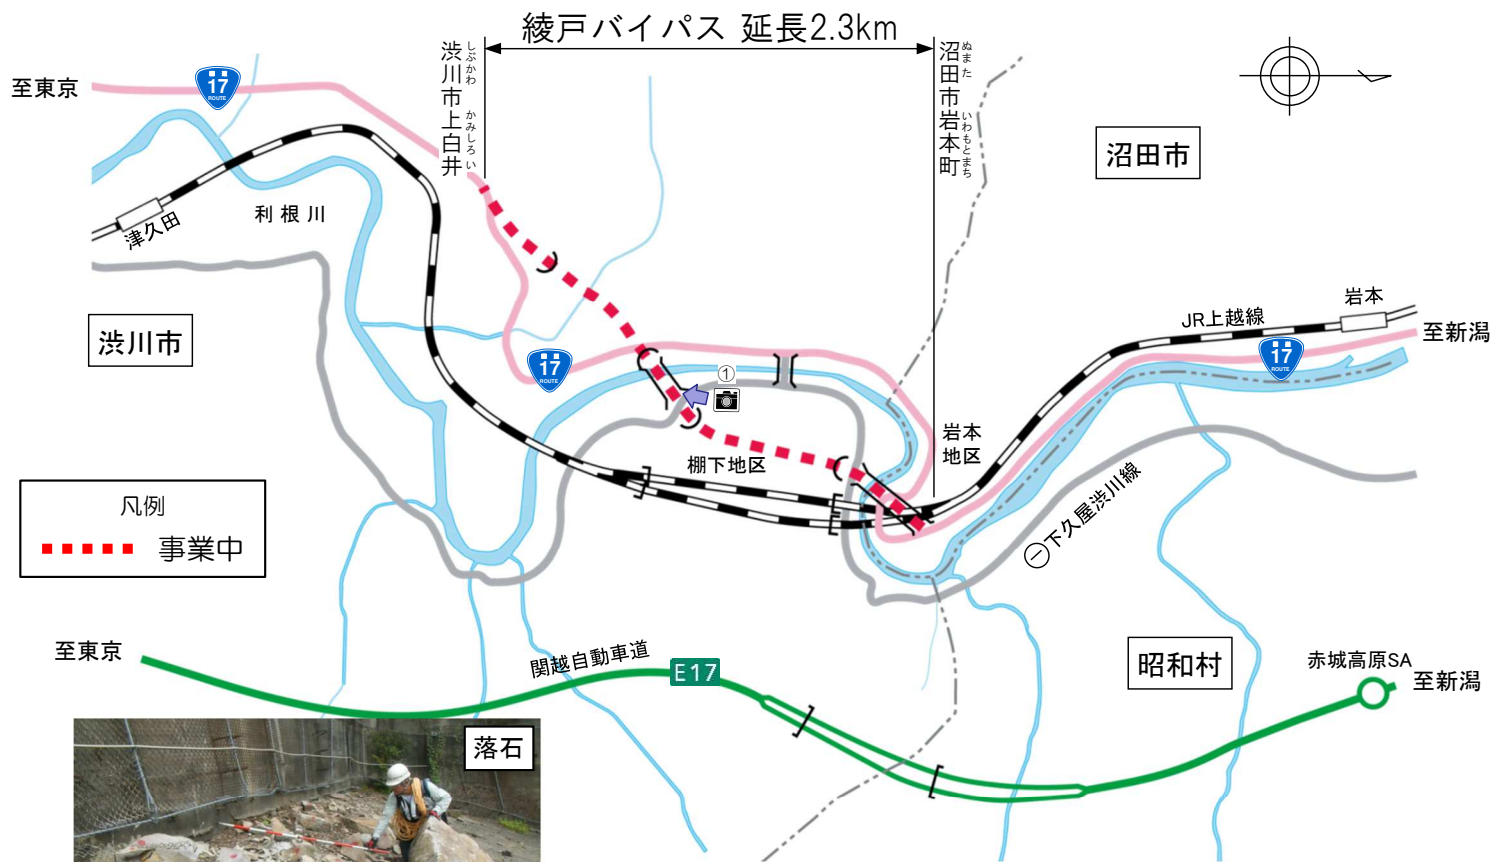 綾戸バイパス 延長2.3km
渋川市上白井
しぶかわ
かみしろい
沼田市岩本町
ぬまた
いわもとまち
至東京
17
ROUTE
沼田市
津久田
利根川
渋川市
JR上越線
岩本
至新潟
17
ROUTE
17
ROUTE
①
棚下地区
岩本
地区
凡例
事業中
一
下久屋渋川線
至東京
関越自動車道
E17
昭和村
赤城高原SA
至新潟
落石